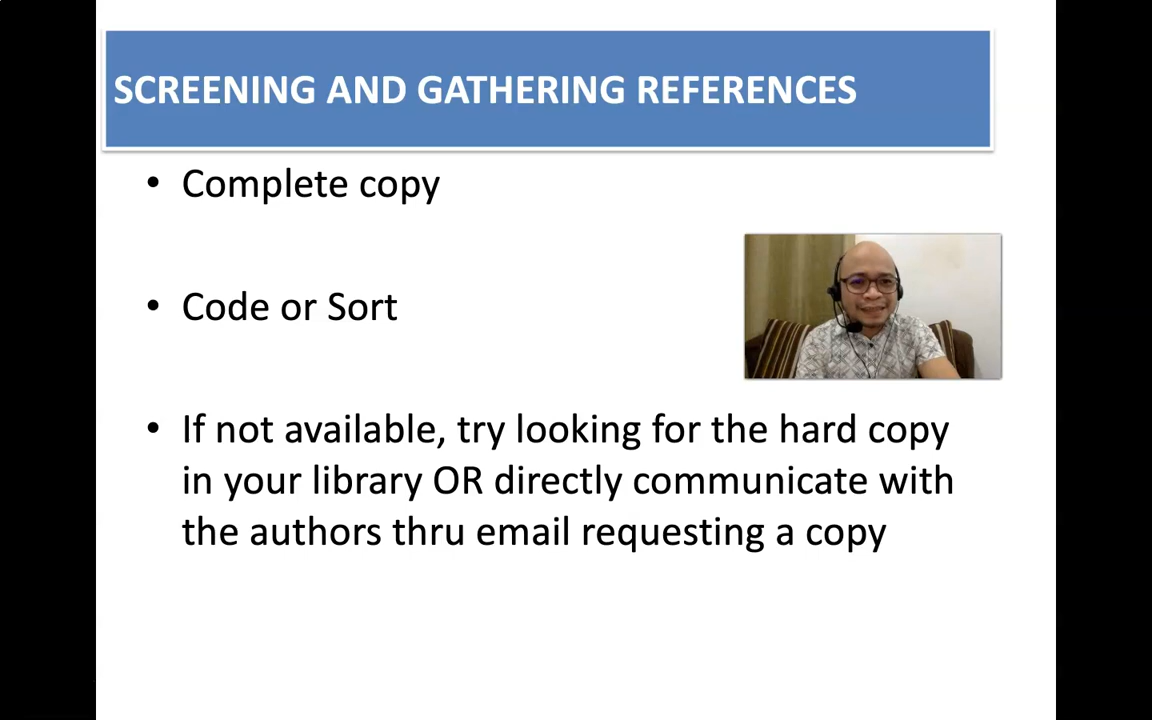 SCREENING AND GATHERING REFERENCES
• Complete copy
• Code or Sort
• If not available, try looking for the hard copy
in your library OR directly communicate with
the authors thru email requesting a copy